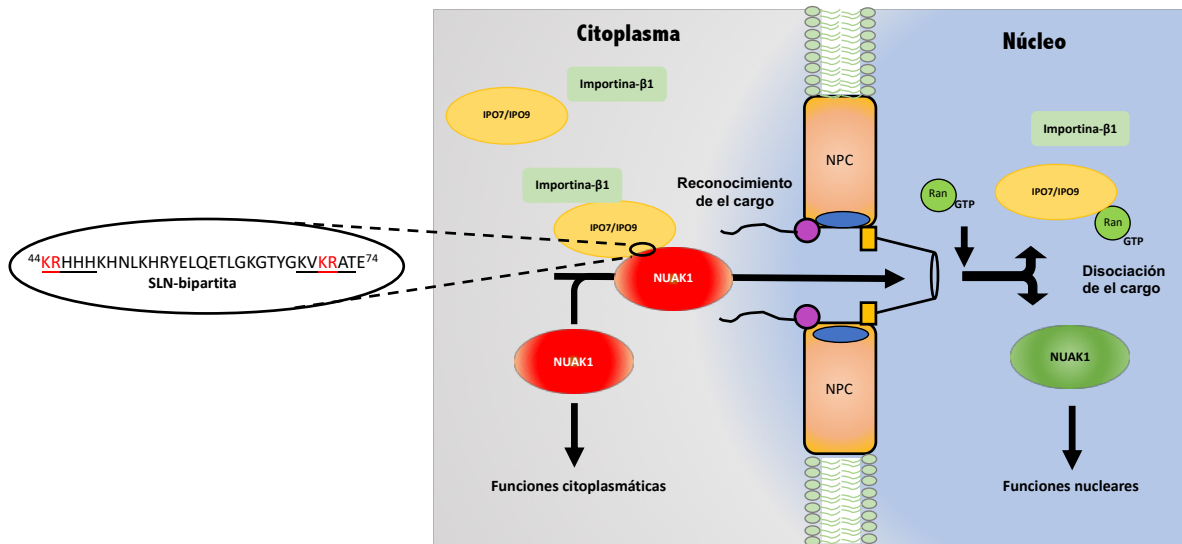 Citoplasma
Núcleo
Importina-β1
IPO7/IPO9
Importina-β1
NPC
Importina-β1
Reconocimiento
de el cargo
Ran
GTP
IPO7/IPO9
Ran
GTP
IPO7/IPO9
44KRHHHKHNLKHRYELQETLGKGTYGKVKRATE74
SLN-bipartita
NUAK1
Disociación
de el cargo
NUAK1
NUAK1
NPC
Funciones citoplasmáticas
Funciones nucleares